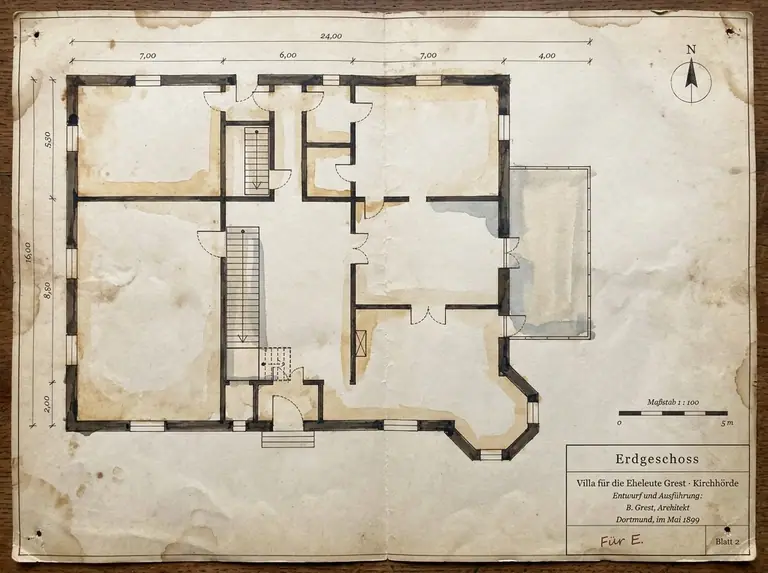 24,00
7,00 6,00 7,00 4,00
N
5,50
16,00
8,50
2,00
Maßstab 1 : 100
0 5 m
Erdgeschoss
Villa für die Eheleute Grest · Kirchhörde
Entwurf und Ausführung:
B. Grest, Architekt
Dortmund, im Mai 1899
Für E.
Blatt 2